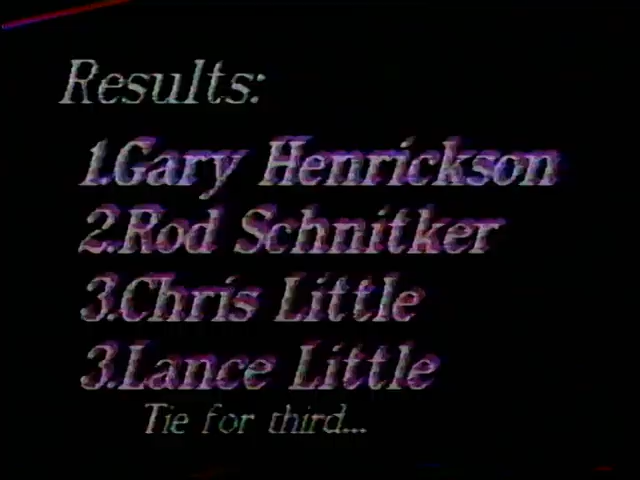 Results:
1.Gary Henrickson
2.Rod Schnitker
3.Chris Little
3.Lance Little
Tie for third...